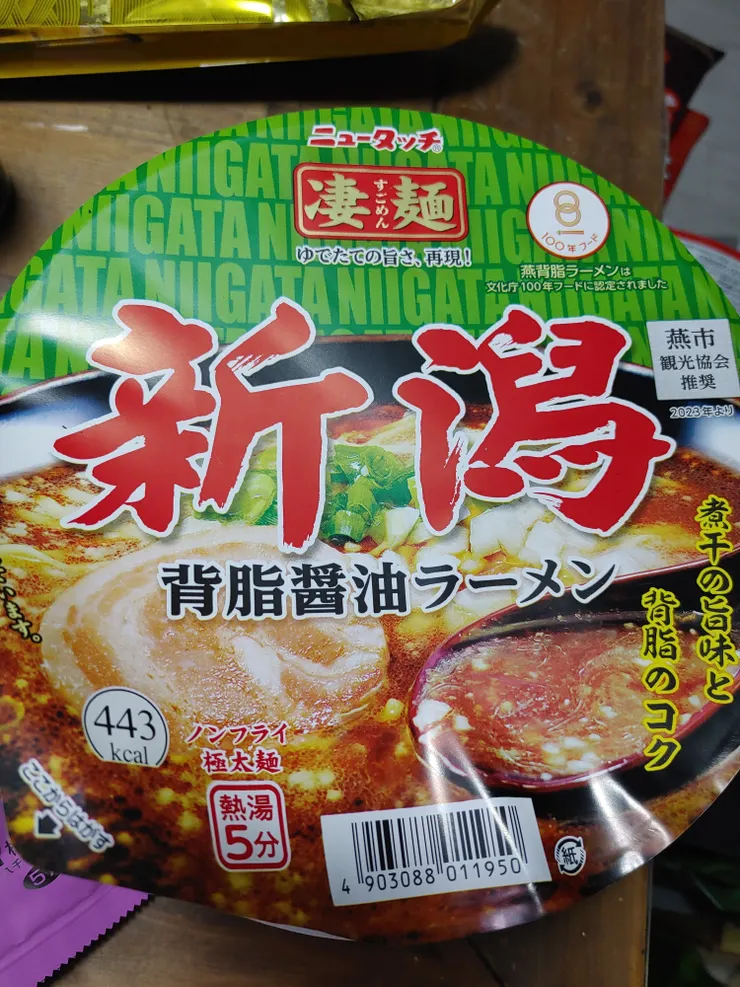 ニュータッチ®
凄麺
すごめん
ゆでたての旨さ、再現!
100年フード
燕背脂ラーメンは
文化庁100年フードに認定されました
NIIGATA NIIGATA NIIGATA
燕市
観光協会
推奨
2023年より
新潟
背脂醤油ラーメン
煮干の旨味と
背脂のコク
います。
443
kcal
ノンフライ
極太麺
熱湯
5分
ここからはがす
4 903088 011950
紙